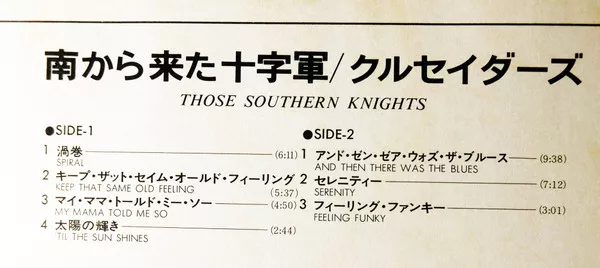 南から来た十字軍/クルセイダーズ
THOSE SOUTHERN KNIGHTS
●SIDE-1
1 渦巻 (6:11)
SPIRAL
2 キープ・ザット・セイム・オールド・フィーリング
KEEP THAT SAME OLD FEELING (5:37)
3 マイ・ママ・トールド・ミー・ソー (4:50)
MY MAMA TOLD ME SO
4 太陽の輝き (2:44)
'TIL THE SUN SHINES
●SIDE-2
1 アンド・ゼン・ゼア・ウォズ・ザ・ブルース (9:38)
AND THEN THERE WAS THE BLUES
2 セレニティー (7:12)
SERENITY
3 フィーリング・ファンキー (3:01)
FEELING FUNKY